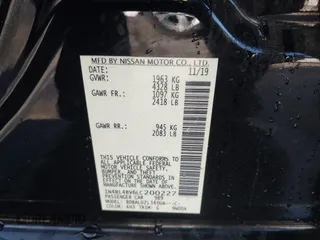 MFD BY NISSAN MOTOR CO., LTD.
DATE: 11/19
GVWR: 1963 KG
4328 LB
GAWR FR.: 1097 KG
2418 LB
GAWR RR.: 945 KG
2083 LB
THIS VEHICLE CONFORMS TO ALL
APPLICABLE FEDERAL MOTOR VEHICLE SAFETY,
BUMPER, AND THEFT PREVENTION
STANDARDS IN EFFECT ON THE DATE OF
MANUFACTURE SHOWN ABOVE.
PASSENGER CAR
MODEL: